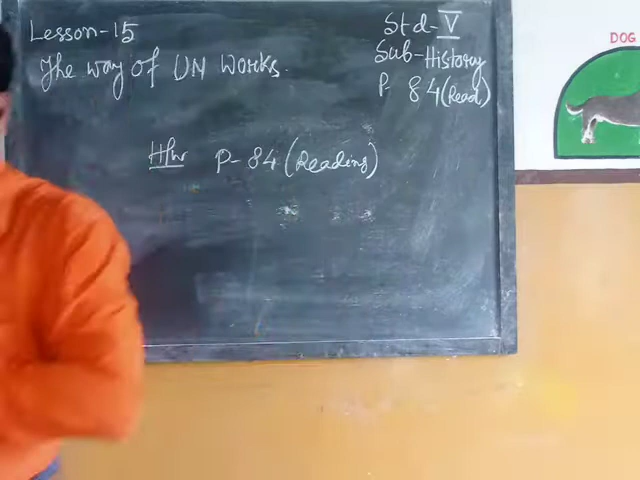 Lesson-15
The way of UN Works.
Std-V
Sub-History
P- 84 (Read)
H/w P-84 (Reading)
DOG